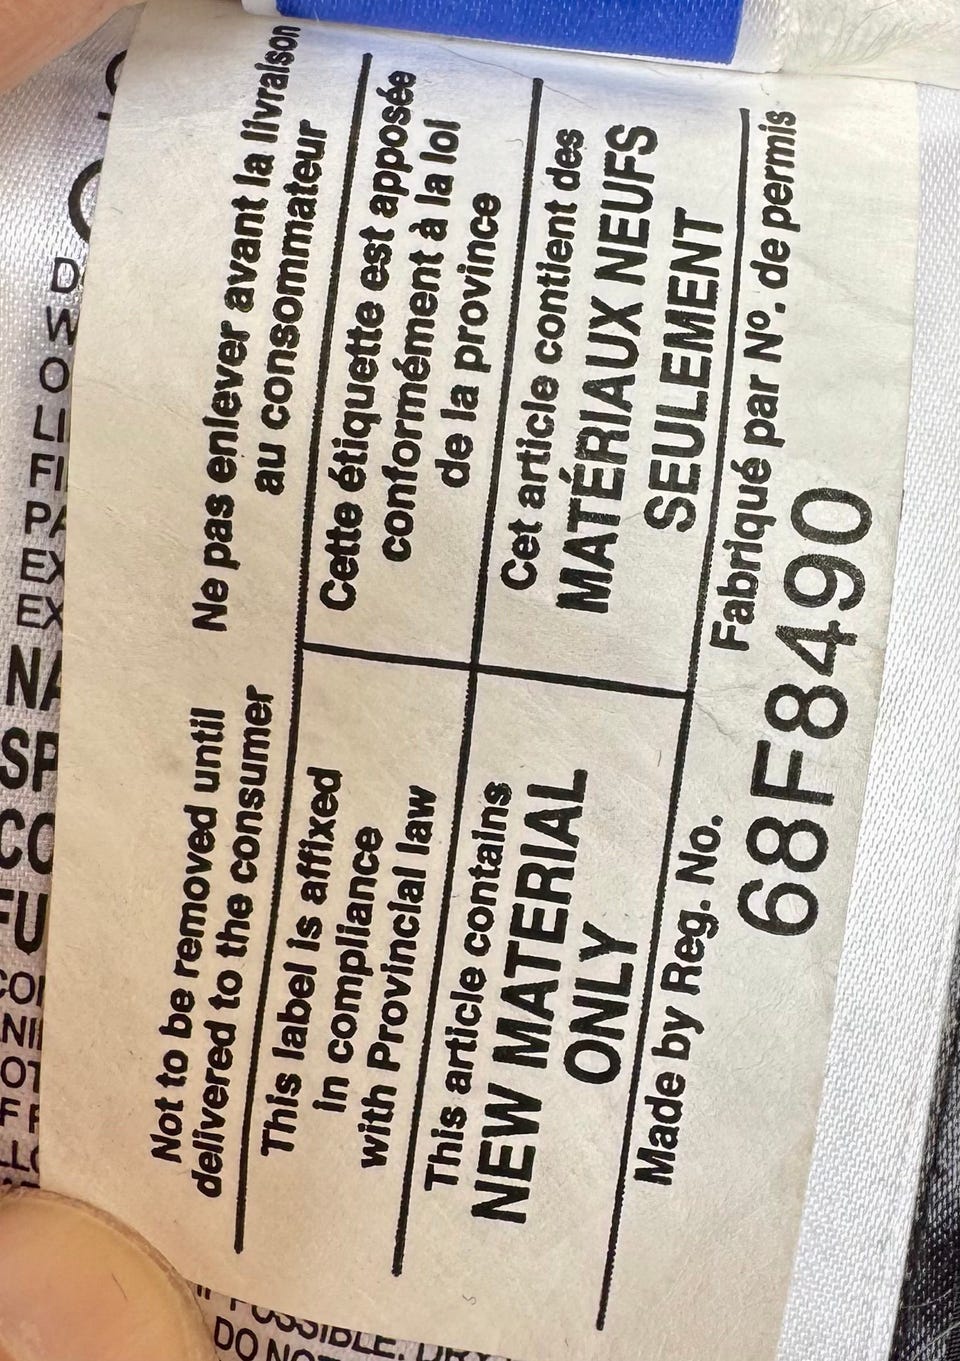 Not to be removed until
delivered to the consumer
Ne pas enlever avant la livraison
au consommateur
This label is affixed
in compliance
with Provincial law
Cette étiquette est apposée
conformément à la loi
de la province
This article contains
NEW MATERIAL
ONLY
Cet article contient des
MATÉRIAUX NEUFS
SEULEMENT
Made by Reg. No.
Fabriqué par Nº. de permis
68F8490
DO NOT